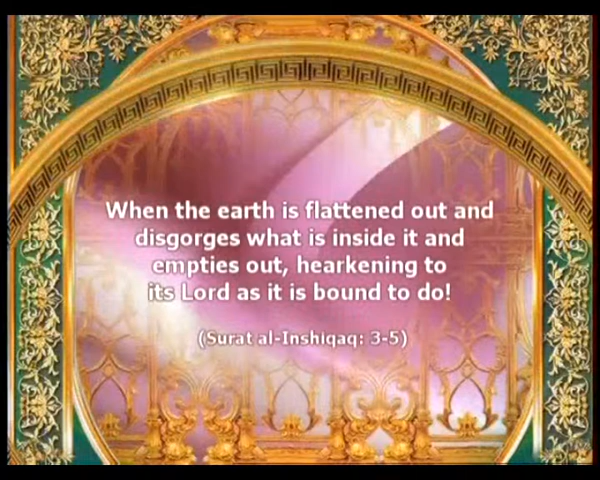 When the earth is flattened out and
disgorges what is inside it and
empties out, hearkening to
its Lord as it is bound to do!
(Surat al-Inshiqaq: 3-5)